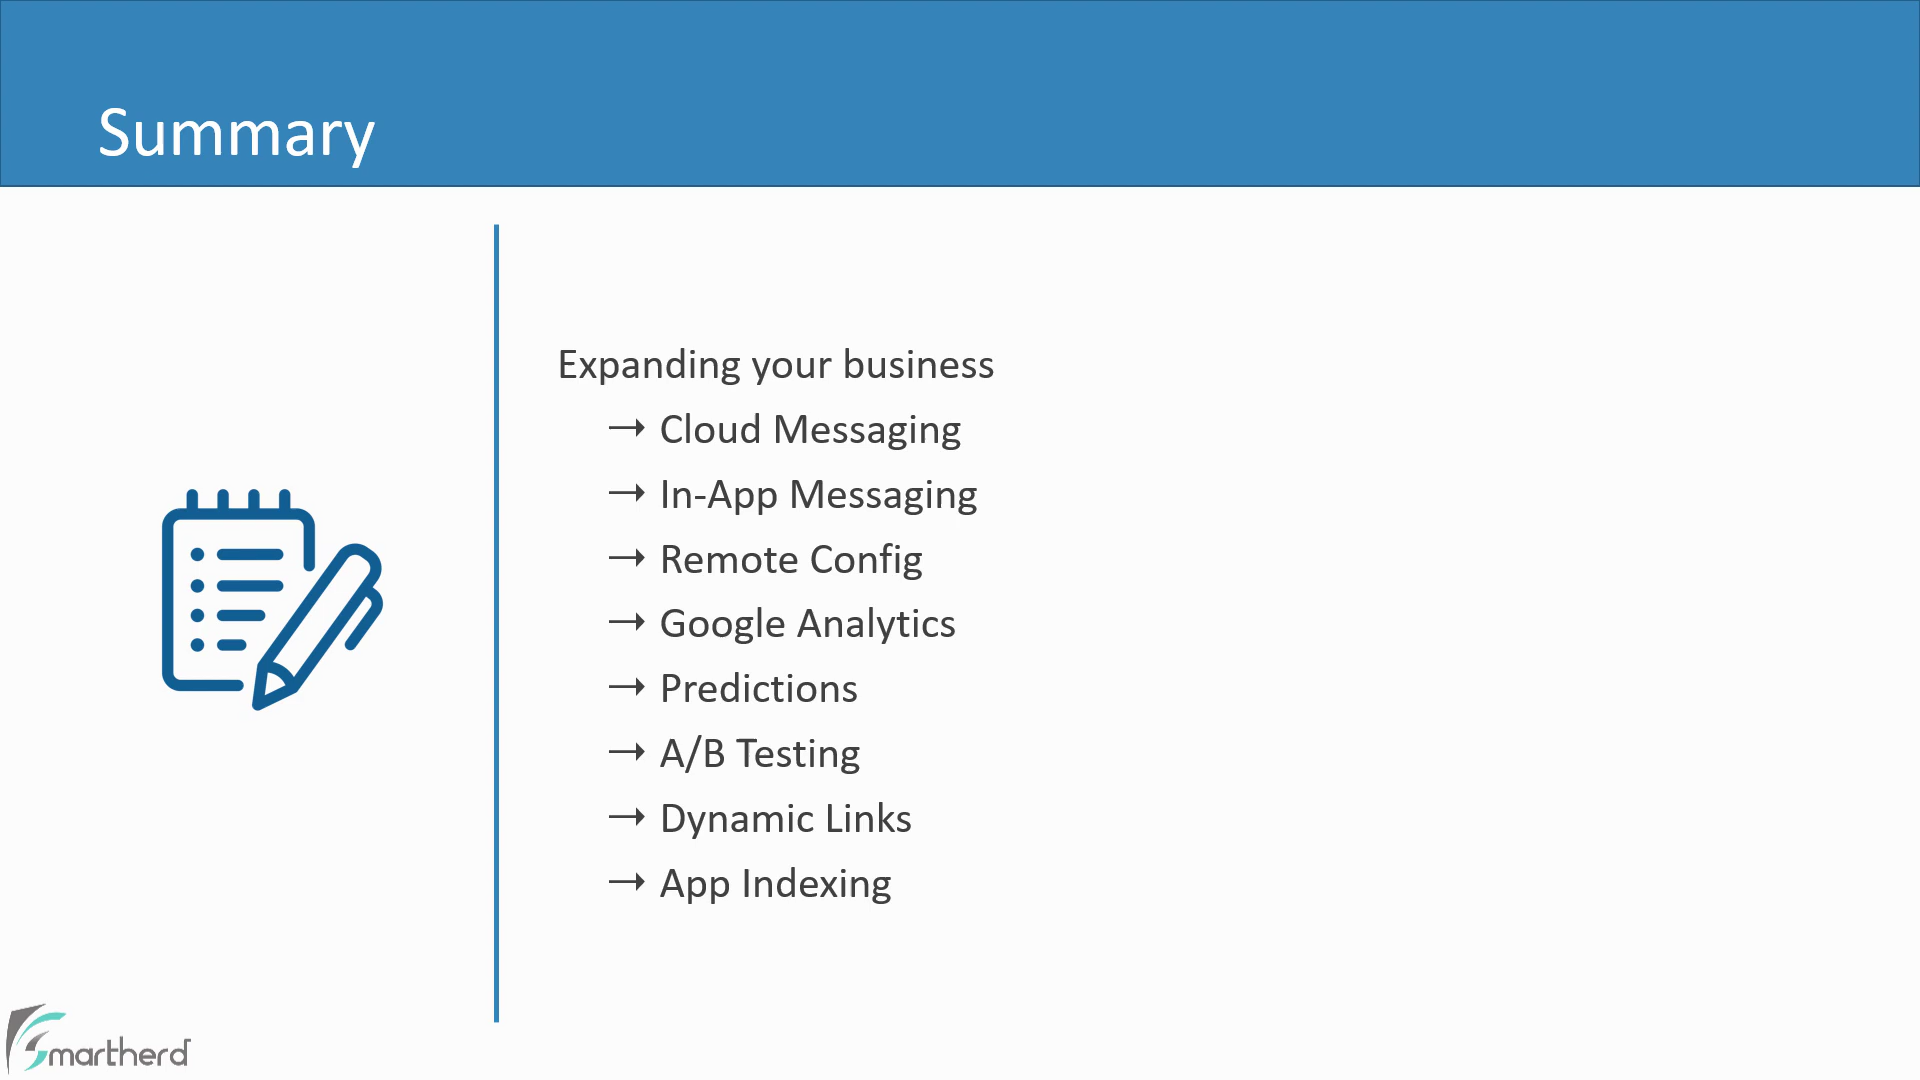 Summary
Expanding your business
→ Cloud Messaging
→ In-App Messaging
→ Remote Config
→ Google Analytics
→ Predictions
→ A/B Testing
→ Dynamic Links
→ App Indexing
Smartherd